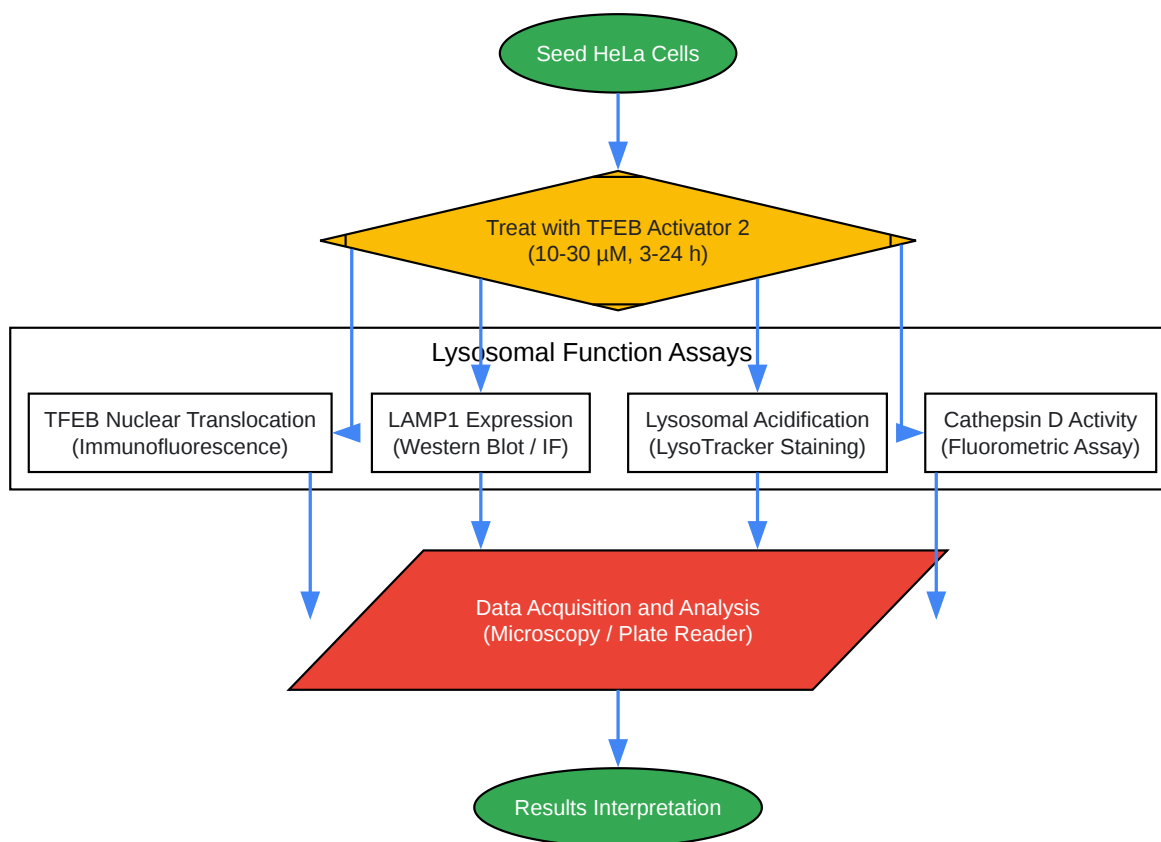 Seed HeLa Cells
Treat with TFEB Activator 2
(10-30 µM, 3-24 h)
Lysosomal Function Assays
TFEB Nuclear Translocation
(Immunofluorescence)
LAMP1 Expression
(Western Blot / IF)
Lysosomal Acidification
(LysoTracker Staining)
Cathepsin D Activity
(Fluorometric Assay)
Data Acquisition and Analysis
(Microscopy / Plate Reader)
Results Interpretation